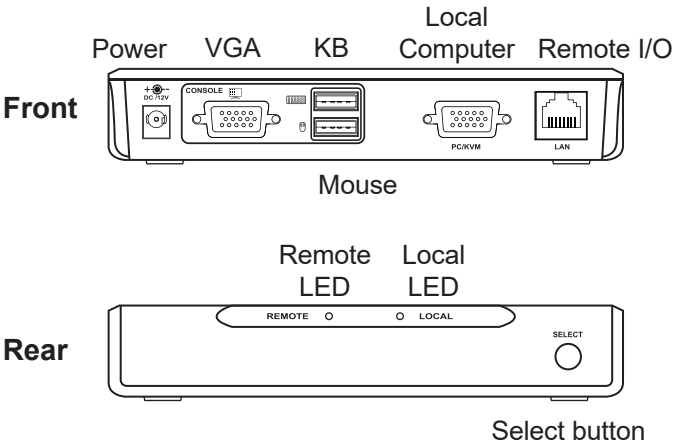 Local
Power VGA KB Computer Remote I/O
Front
DC /12V
CONSOLE
PC/KVM
LAN
Mouse
Remote Local
LED LED
Rear
REMOTE LOCAL
SELECT
Select button